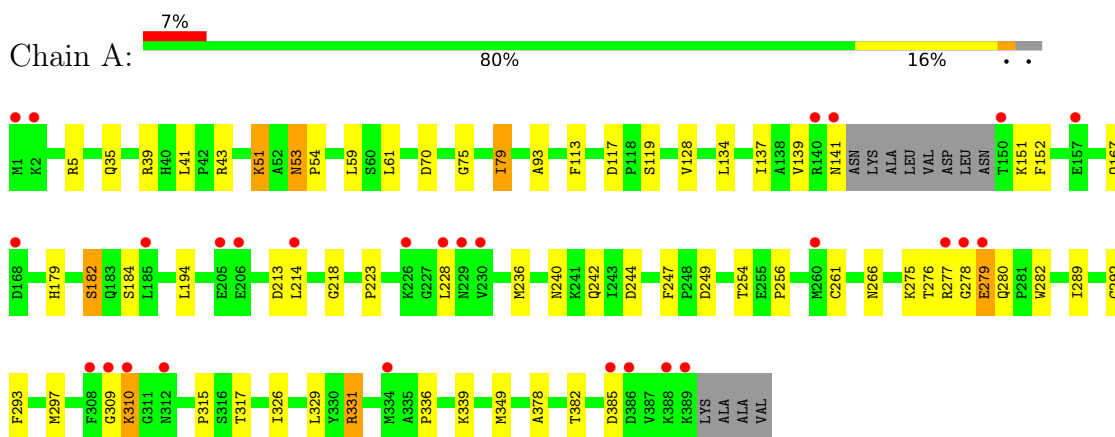 7%
Chain A:
80% 16% • •
M1 K2 R5 Q35 R39 H40 L41 P42 R43 K51 A52 N53 P54 L59 S60 L61 D70 G75 I79 A93 F113 D117 P118 S119 V128 L134 I137 A138 V139 R140 N141 ASN LYS ALA LEU VAL ASP LEU ASN T150 K151 F152 E157
D168 H179 S182 Q183 S184 L185 L194 E205 E206 D213 L214 G218 P223 K226 G227 L228 N229 V230 M236 N240 K241 Q242 I243 D244 F247 P248 D249 T254 E255 P256 M260 C261 N266 K275 T276 R277 G278 E279 Q280 P281 W282 I289
F293 M297 F308 G309 K310 G311 N312 P315 S316 T317 I326 L329 Y330 R331 M334 A335 P336 K339 M349 A378 T382 D385 D386 V387 K388 K389 LYS ALA ALA VAL